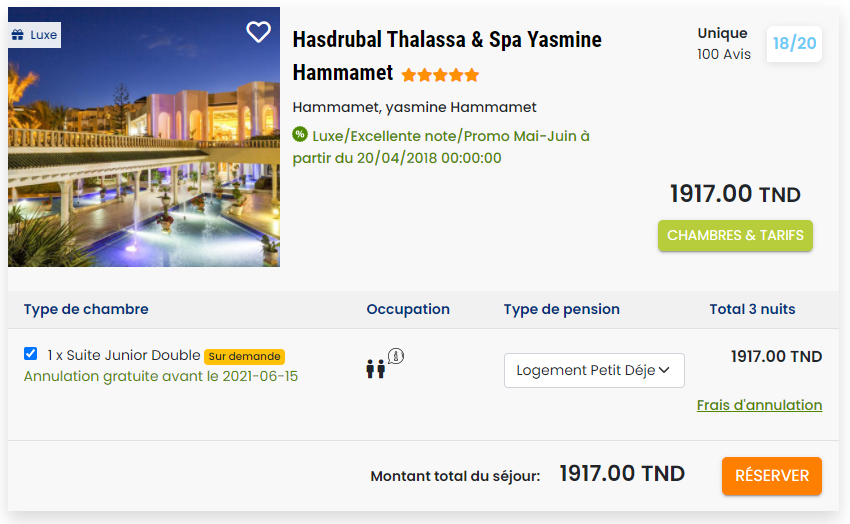 Luxe
Hasdrubal Thalassa & Spa Yasmine
Hammamet
Hammamet, yasmine Hammamet
% Luxe/Excellente note/Promo Mai-Juin à
partir du 20/04/2018 00:00:00
Unique
100 Avis
18/20
1917.00 TND
CHAMBRES & TARIFS
Type de chambre Occupation Type de pension Total 3 nuits
1 x Suite Junior Double Sur demande
Annulation gratuite avant le 2021-06-15
Logement Petit Déje
1917.00 TND
Frais d'annulation
Montant total du séjour: 1917.00 TND
RÉSERVER